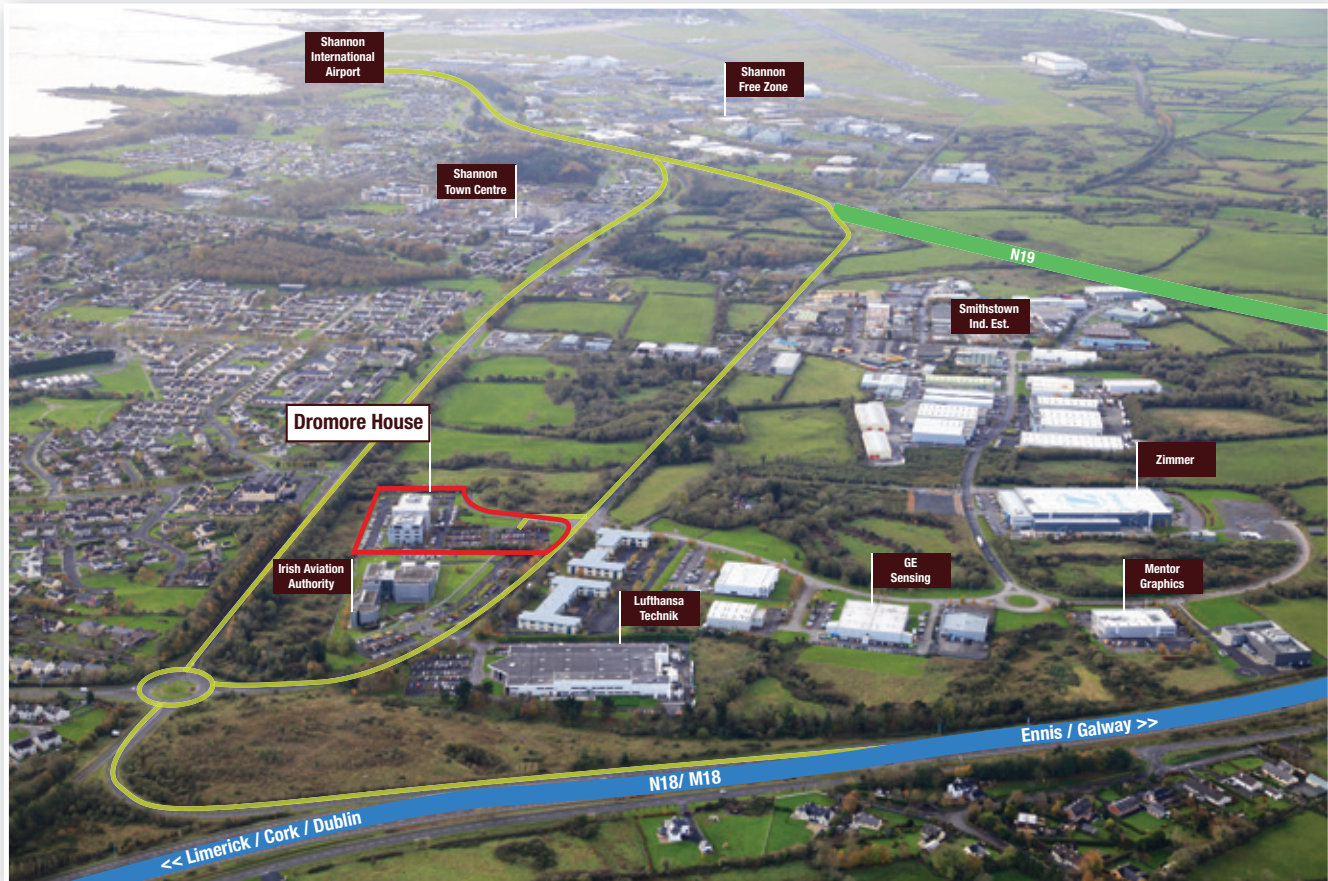 Shannon
International
Airport
Shannon
Free Zone
Shannon
Town Centre
N19
Smithstown
Ind. Est.
Dromore House
Zimmer
Irish Aviation
Authority
GE
Sensing
Mentor
Graphics
Lufthansa
Technik
Ennis / Galway >>
N18/ M18
<< Limerick / Cork / Dublin